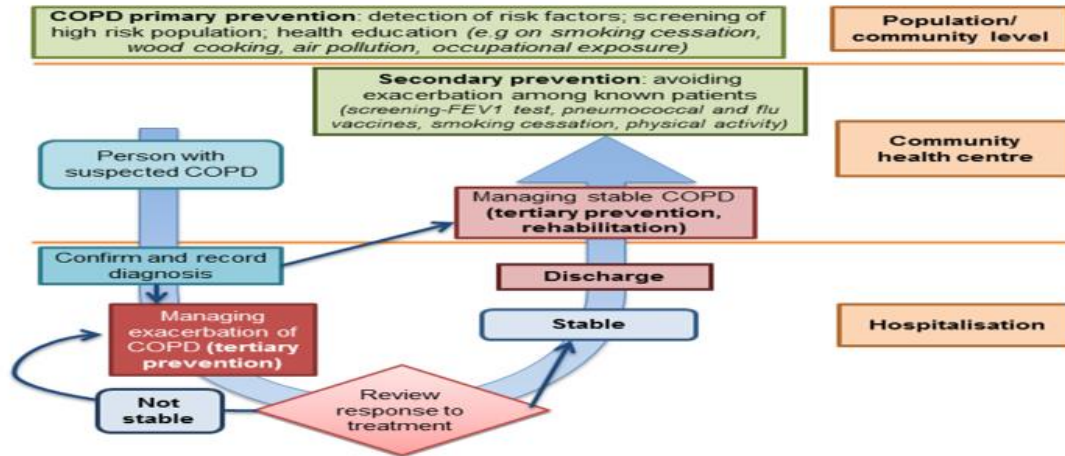 COPD primary prevention: detection of risk factors; screening of
high risk population; health education (e.g on smoking cessation,
wood cooking, air pollution, occupational exposure)
Population/
community level
Secondary prevention: avoiding
exacerbation among known patients
(screening-FEV1 test, pneumococcal and flu
vaccines, smoking cessation, physical activity)
Person with
suspected COPD
Community
health centre
Managing stable COPD
(tertiary prevention,
rehabilitation)
Confirm and record
diagnosis
Discharge
Managing
exacerbation of
COPD (tertiary
prevention)
Stable
Hospitalisation
Not
stable
Review
response to
treatment